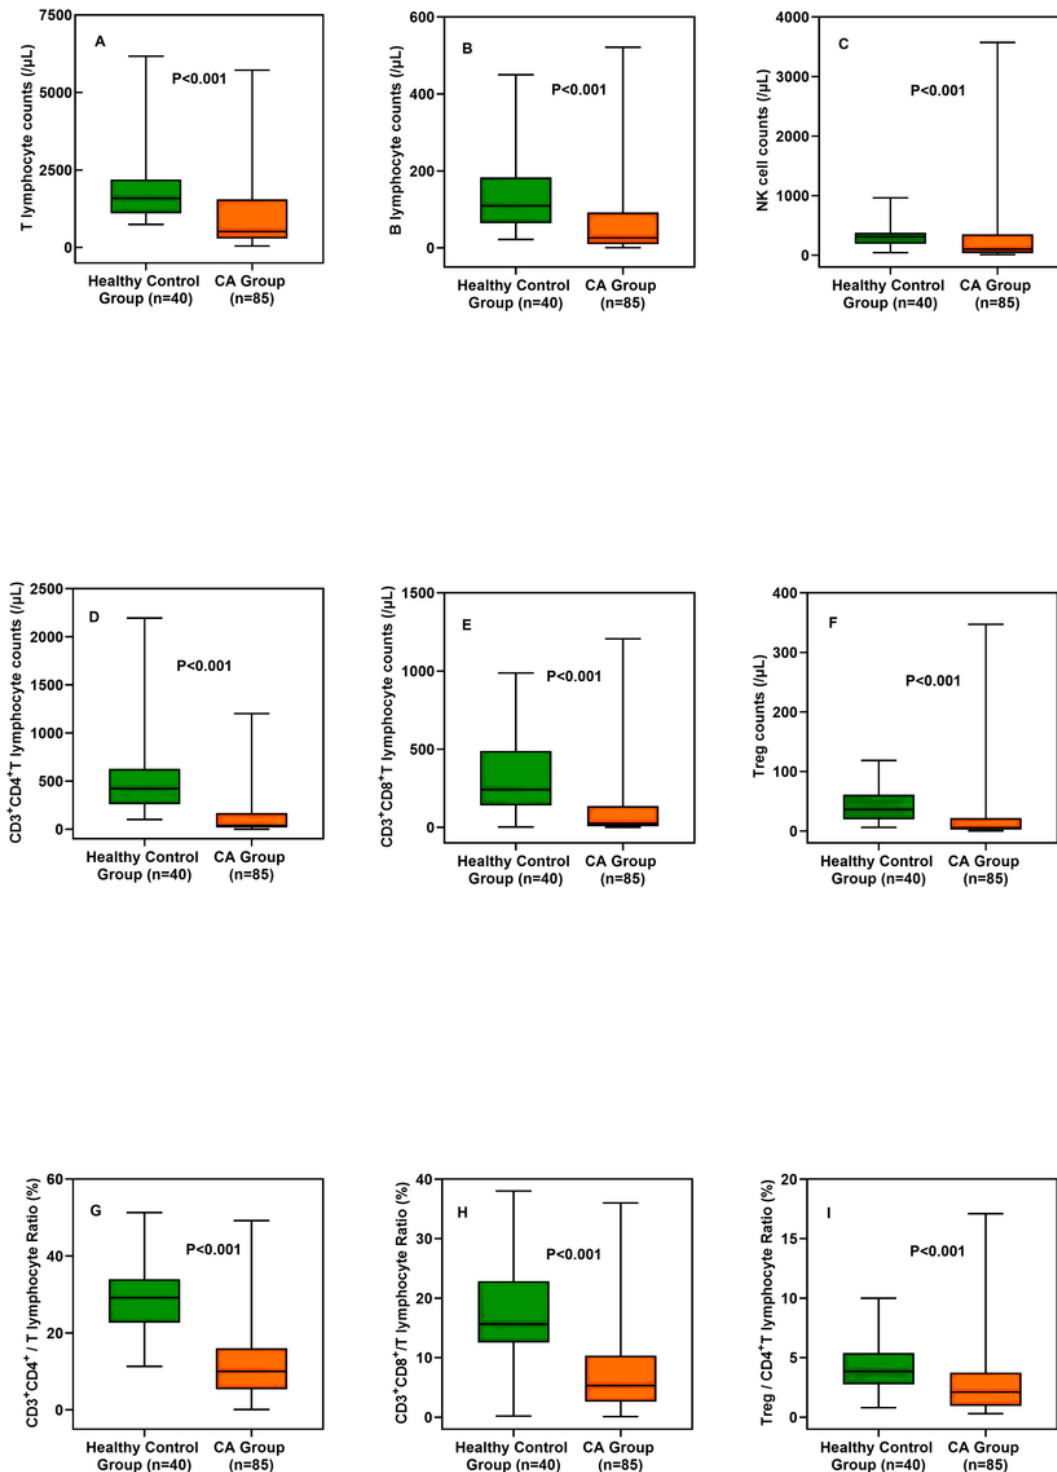 T lymphocyte counts (/μL)
7500
5000
2500
0
A
P<0.001
Healthy Control
Group (n=40)
CA Group
(n=85)
B lymphocyte counts (/μL)
600
400
200
0
B
P<0.001
Healthy Control
Group (n=40)
CA Group
(n=85)
NK cell counts (/μL)
4000
3000
2000
1000
0
C
P<0.001
Healthy Control
Group (n=40)
CA Group
(n=85)
CD3⁺CD4⁺T lymphocyte counts (/μL)
2500
2000
1500
1000
500
0
D
P<0.001
Healthy Control
Group (n=40)
CA Group
(n=85)
CD3⁺CD8⁺T lymphocyte counts (/μL)
1500
1000
500
0
E
P<0.001
Healthy Control
Group (n=40)
CA Group
(n=85)
Treg counts (/μL)
400
300
200
100
0
F
P<0.001
Healthy Control
Group (n=40)
CA Group
(n=85)
CD3⁺CD4⁺ / T lymphocyte Ratio (%)
60
40
20
0
G
P<0.001
Healthy Control
Group (n=40)
CA Group
(n=85)
CD3⁺CD8⁺/T lymphocyte Ratio (%)
40
30
20
10
0
H
P<0.001
Healthy Control
Group (n=40)
CA Group
(n=85)
Treg / CD4⁺T lymphocyte Ratio (%)
20
15
10
5
0
I
P<0.001
Healthy Control
Group (n=40)
CA Group
(n=85)